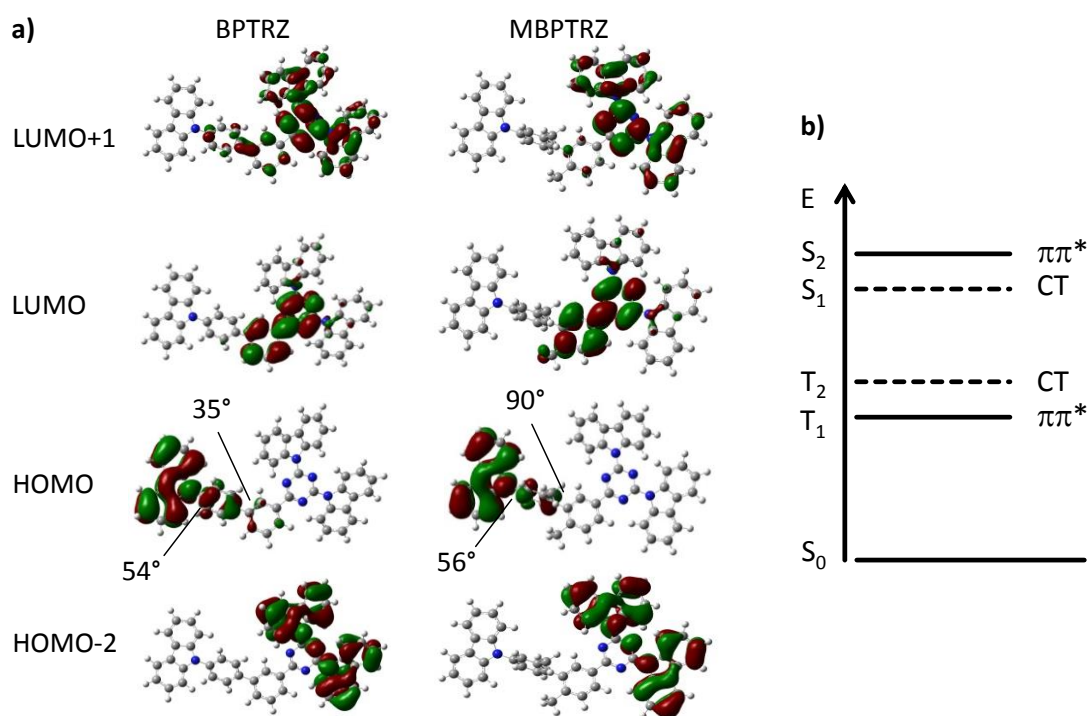 a)
BPTRZ
MBPTRZ
LUMO+1
LUMO
35°
90°
HOMO
54°
56°
HOMO-2
b)
E
S₂ ππ*
S₁ CT
T₂ CT
T₁ ππ*
S₀